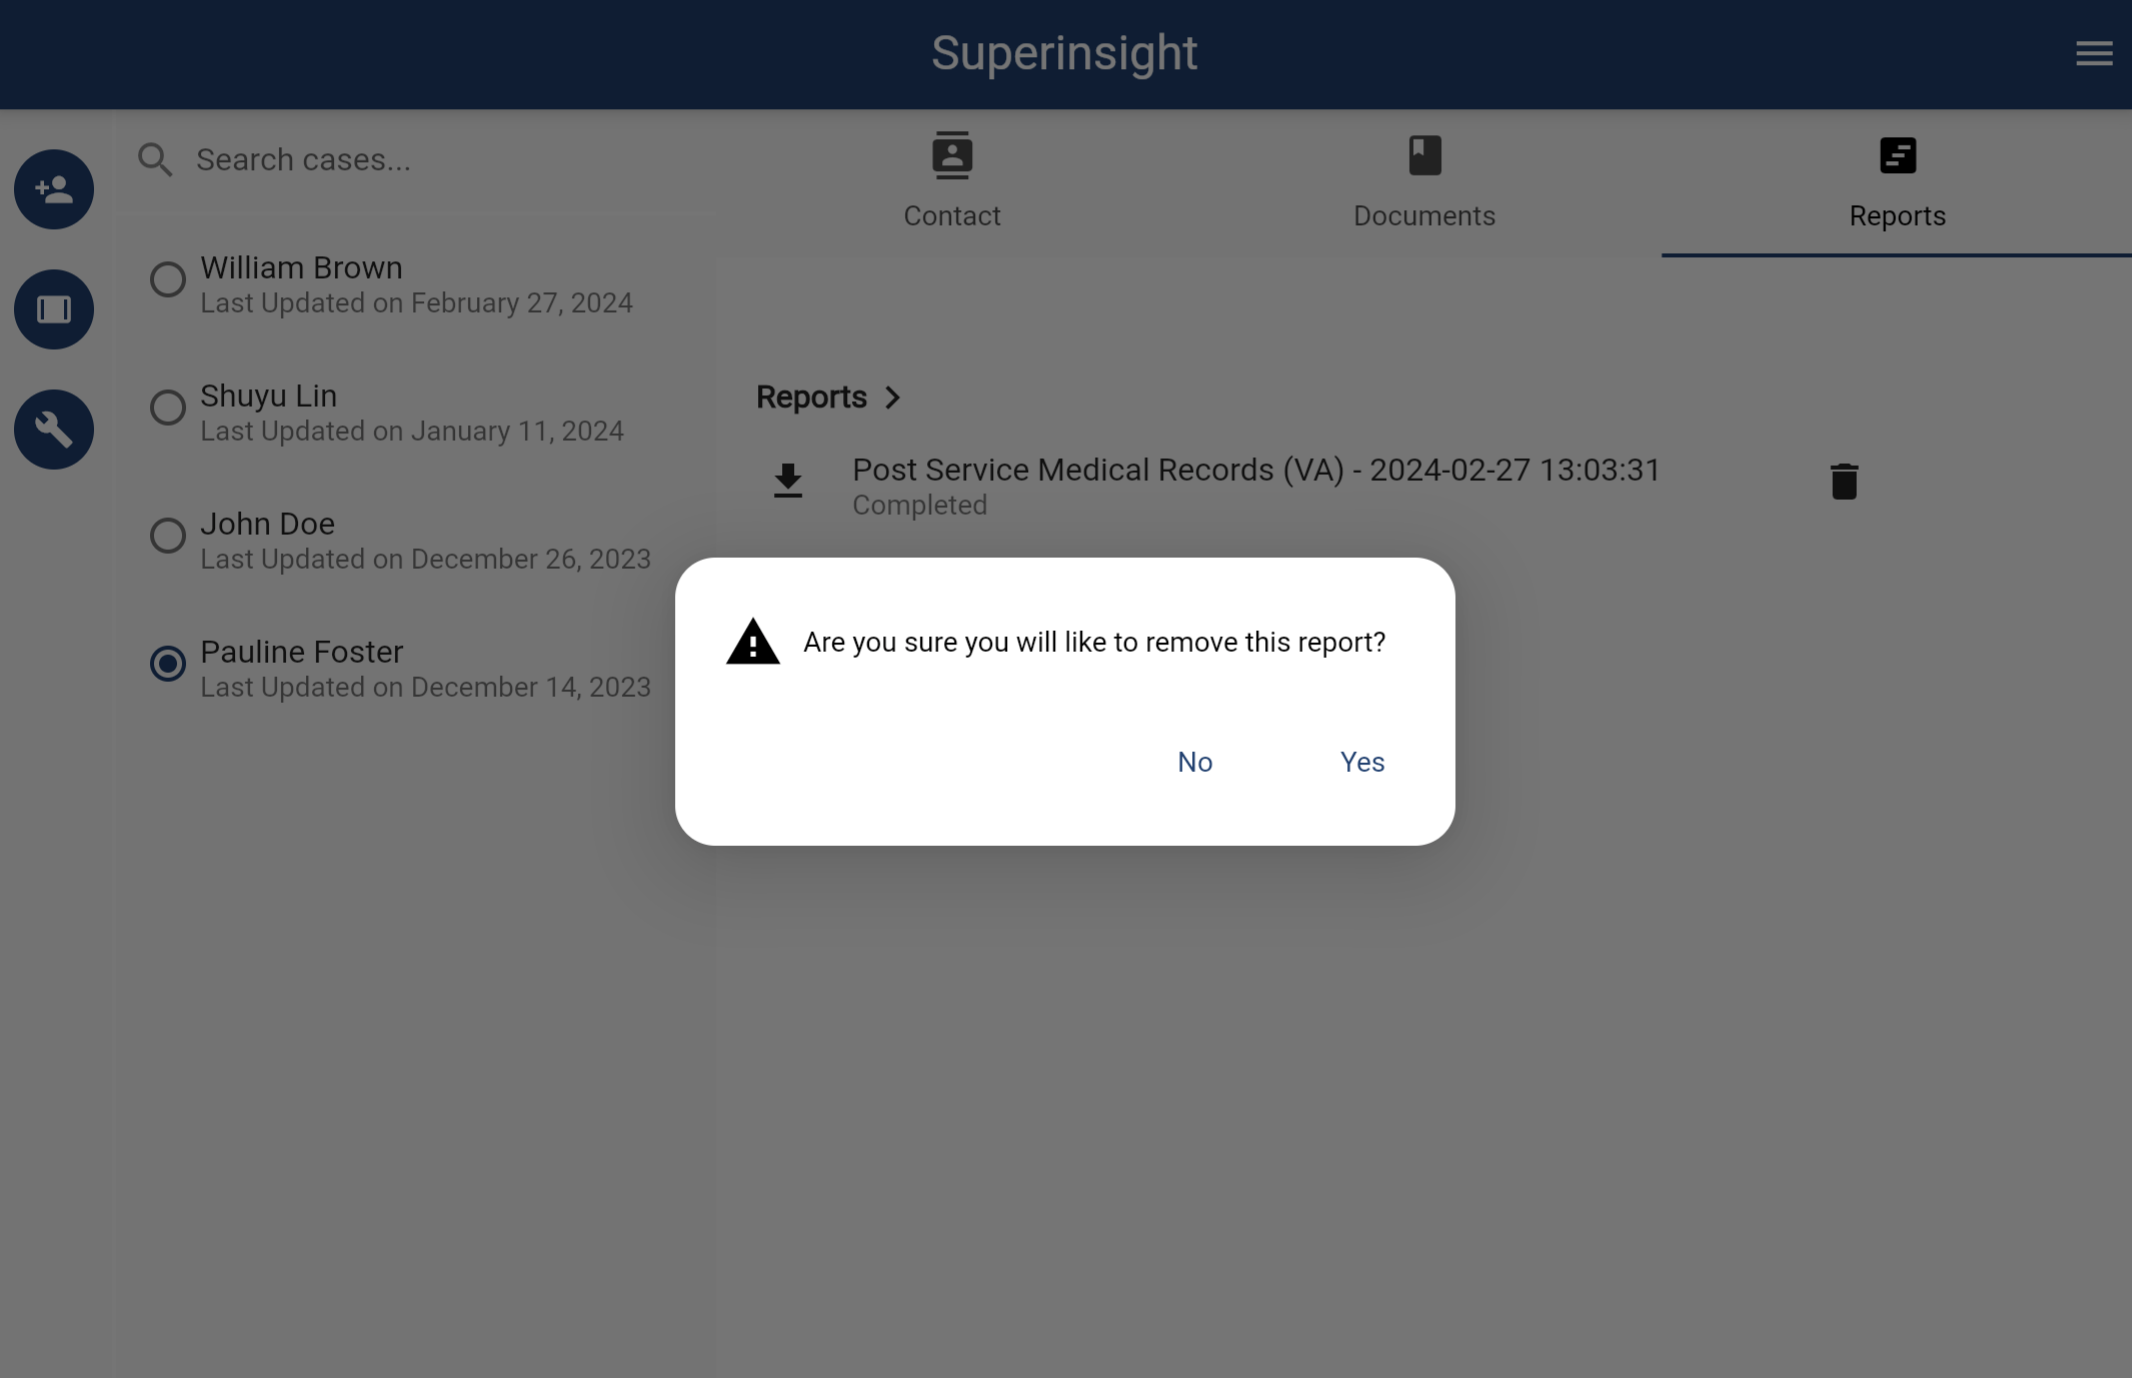 Superinsight
Search cases...
William Brown
Last Updated on February 27, 2024
Shuyu Lin
Last Updated on January 11, 2024
John Doe
Last Updated on December 26, 2023
Pauline Foster
Last Updated on December 14, 2023
Contact
Documents
Reports
Reports
Post Service Medical Records (VA) - 2024-02-27 13:03:31
Completed
Are you sure you will like to remove this report?
No
Yes